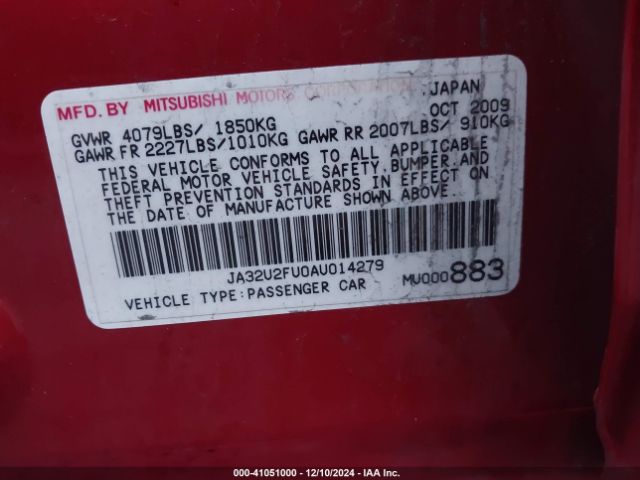 MFD. BY MITSUBISHI MOTORS CORPORATION JAPAN
OCT 2009
GVWR 4079LBS/ 1850KG
GAWR FR 2227LBS/1010KG GAWR RR 2007LBS/ 910KG
THIS VEHICLE CONFORMS TO ALL APPLICABLE
FEDERAL MOTOR VEHICLE SAFETY,BUMPER,AND
THEFT PREVENTION STANDARDS IN EFFECT ON
THE DATE OF MANUFACTURE SHOWN ABOVE.
JA32U2FU0AU014279
MU000883
VEHICLE TYPE:PASSENGER CAR
000-41051000 - 12/10/2024 - IAA Inc.